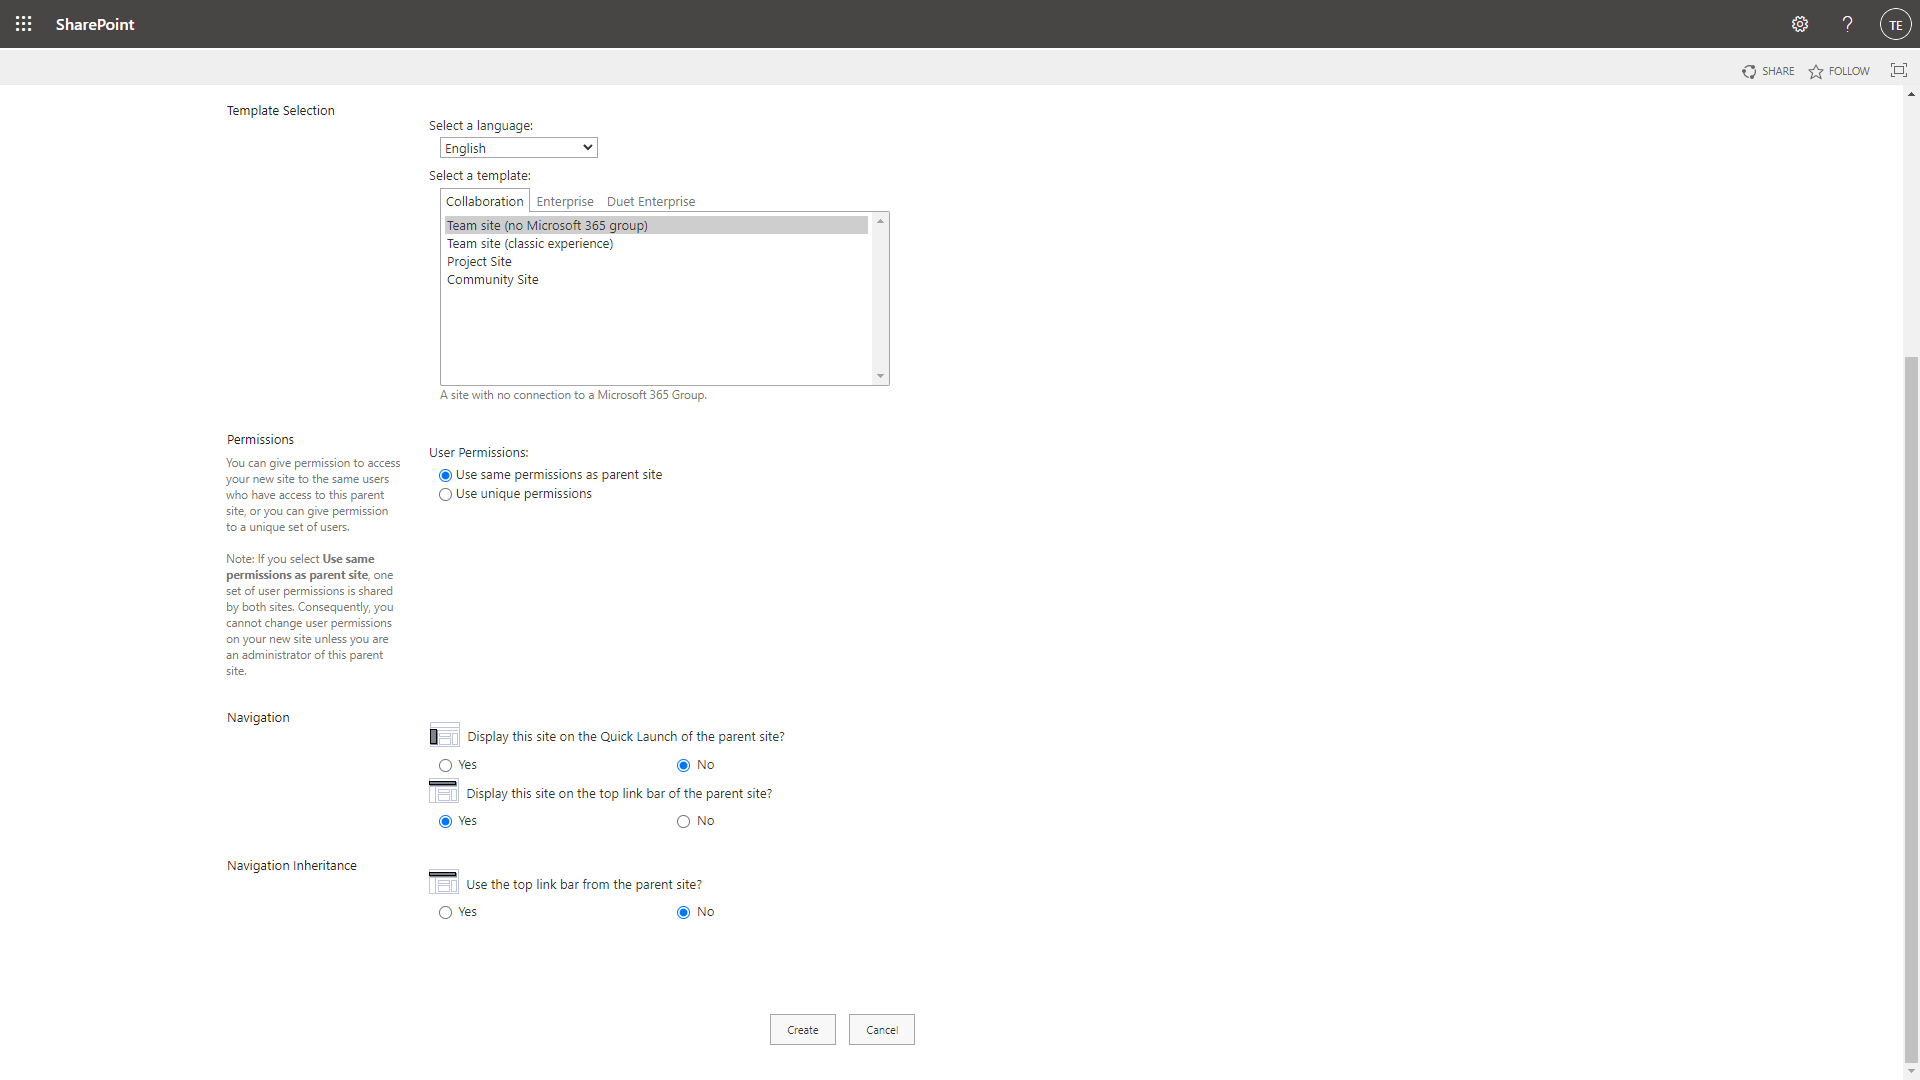 SharePoint
TE
SHARE
FOLLOW
Template Selection
Select a language:
English
Select a template:
Collaboration Enterprise Duet Enterprise
Team site (no Microsoft 365 group)
Team site (classic experience)
Project Site
Community Site
A site with no connection to a Microsoft 365 Group.
Permissions
You can give permission to access
your new site to the same users
who have access to this parent
site, or you can give permission
to a unique set of users.
Note: If you select Use same
permissions as parent site, one
set of user permissions is shared
by both sites. Consequently, you
cannot change user permissions
on your new site unless you are
an administrator of this parent
site.
User Permissions:
Use same permissions as parent site
Use unique permissions
Navigation
Display this site on the Quick Launch of the parent site?
Yes No
Display this site on the top link bar of the parent site?
Yes No
Navigation Inheritance
Use the top link bar from the parent site?
Yes No
Create Cancel